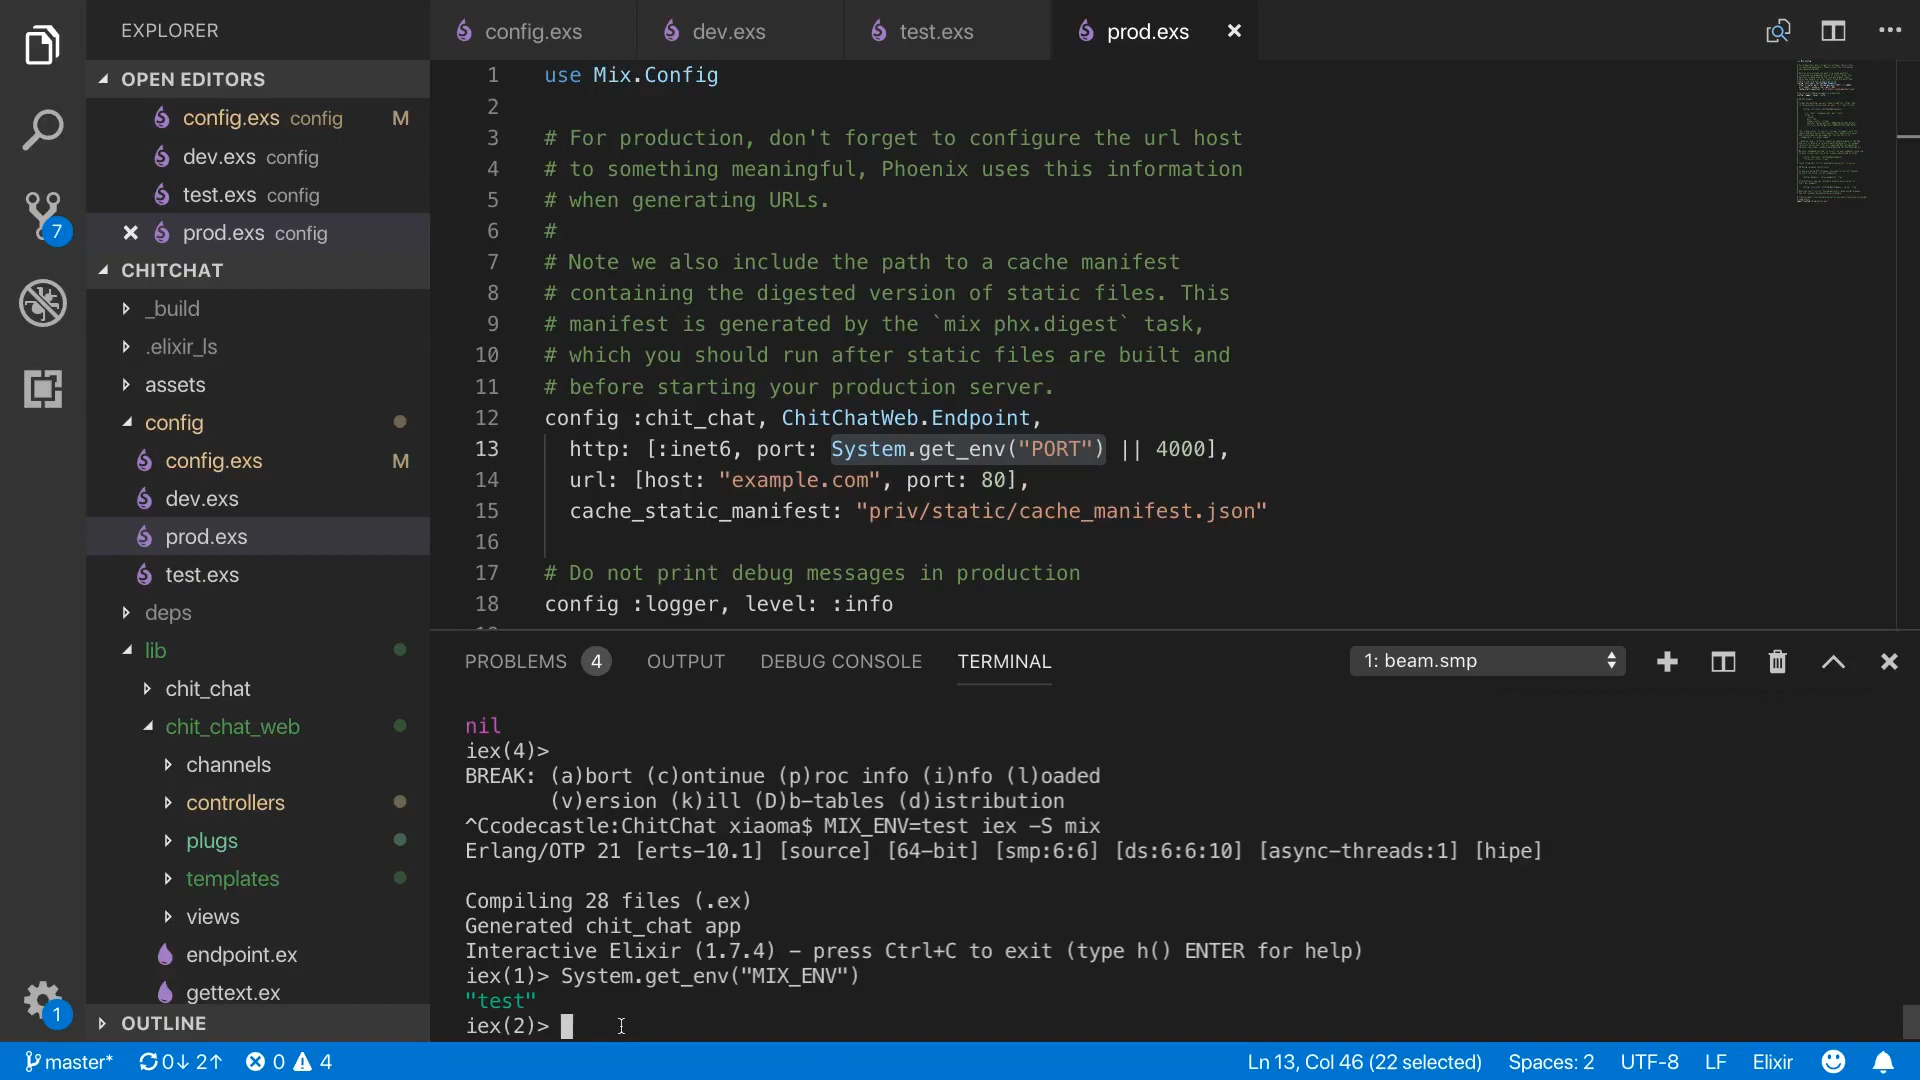 EXPLORER
OPEN EDITORS
config.exs config M
dev.exs config
test.exs config
prod.exs config
CHITCHAT
_build
.elixir_ls
assets
config
config.exs M
dev.exs
prod.exs
test.exs
deps
lib
chit_chat
chit_chat_web
channels
controllers
plugs
templates
views
endpoint.ex
gettext.ex
OUTLINE
7
1
config.exs dev.exs test.exs prod.exs
1 use Mix.Config
2
3 # For production, don't forget to configure the url host
4 # to something meaningful, Phoenix uses this information
5 # when generating URLs.
6 #
7 # Note we also include the path to a cache manifest
8 # containing the digested version of static files. This
9 # manifest is generated by the `mix phx.digest` task,
10 # which you should run after static files are built and
11 # before starting your production server.
12 config :chit_chat, ChitChatWeb.Endpoint,
13 http: [:inet6, port: System.get_env("PORT") || 4000],
14 url: [host: "example.com", port: 80],
15 cache_static_manifest: "priv/static/cache_manifest.json"
16
17 # Do not print debug messages in production
18 config :logger, level: :info
PROBLEMS 4 OUTPUT DEBUG CONSOLE TERMINAL 1: beam.smp
nil
iex(4)>
BREAK: (a)bort (c)ontinue (p)roc info (i)nfo (l)oaded
(v)ersion (k)ill (D)b-tables (d)istribution
^Ccodecastle:ChitChat xiaoma$ MIX_ENV=test iex -S mix
Erlang/OTP 21 [erts-10.1] [source] [64-bit] [smp:6:6] [ds:6:6:10] [async-threads:1] [hipe]
Compiling 28 files (.ex)
Generated chit_chat app
Interactive Elixir (1.7.4) - press Ctrl+C to exit (type h() ENTER for help)
iex(1)> System.get_env("MIX_ENV")
"test"
iex(2)>
master* 0↓ 2↑ 0 4 Ln 13, Col 46 (22 selected) Spaces: 2 UTF-8 LF Elixir